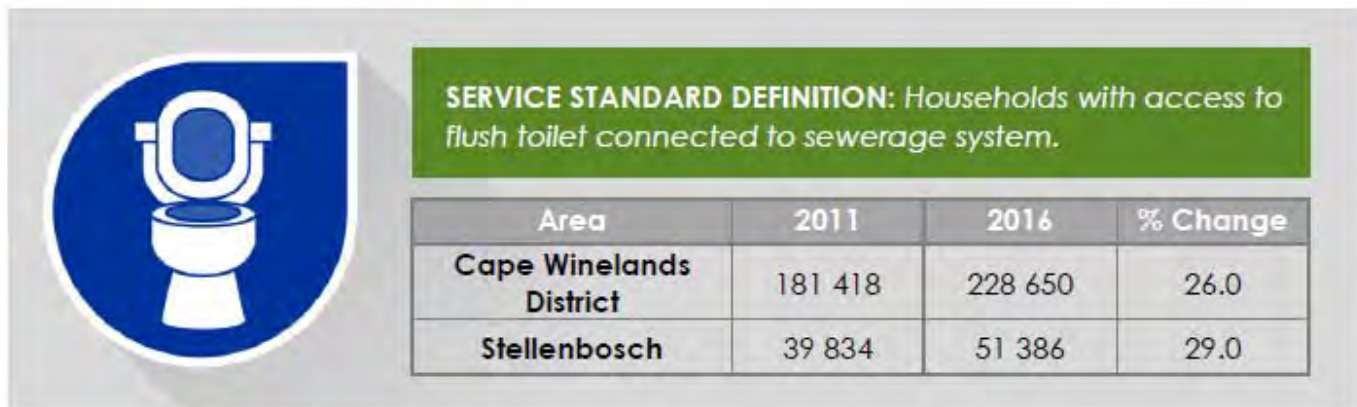 SERVICE STANDARD DEFINITION: Households with access to
flush toilet connected to sewerage system.
Area 2011 2016 % Change
Cape Winelands
District 181 418 228 650 26.0
Stellenbosch 39 834 51 386 29.0